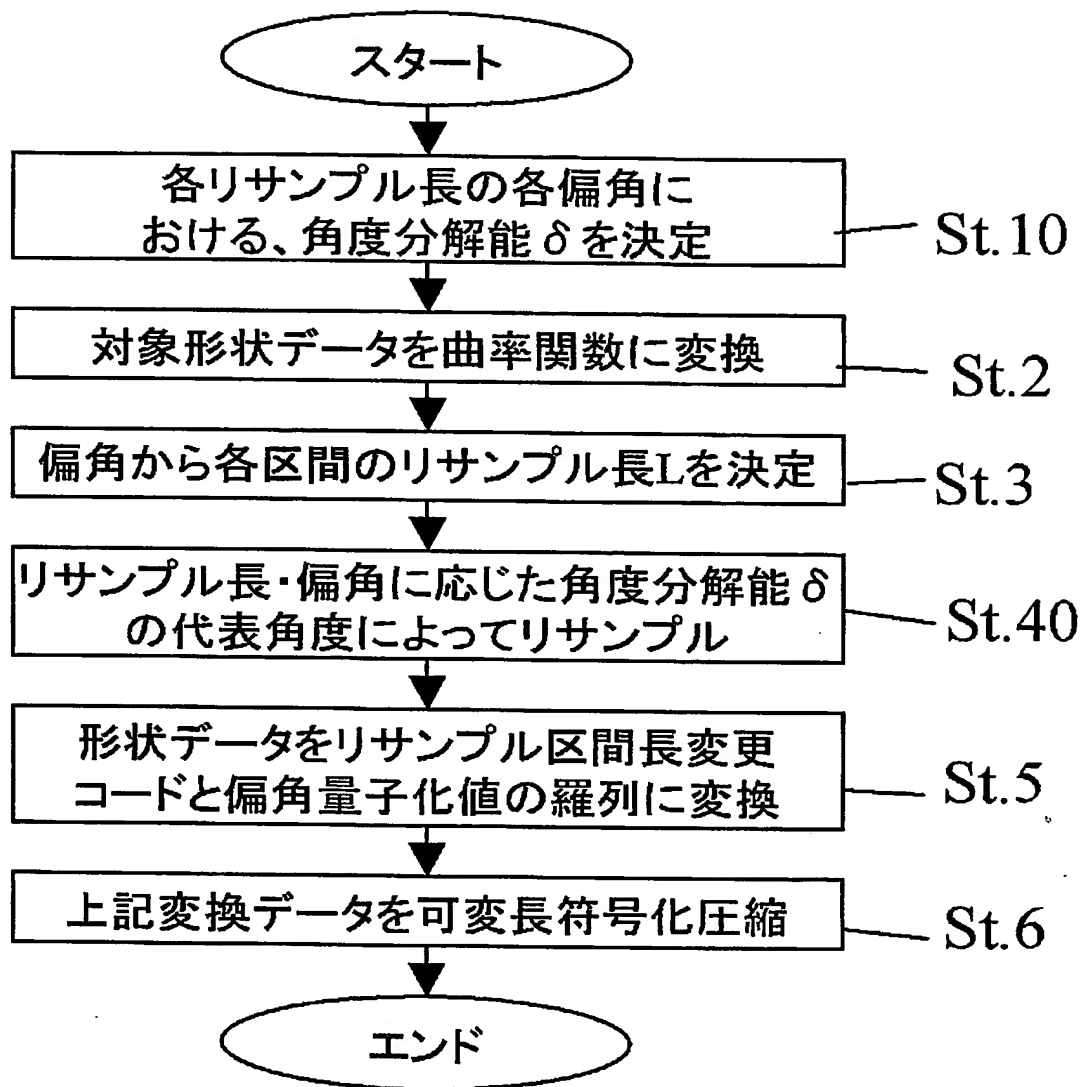 スタート
各リサンプル長の各偏角に
おける、角度分解能δを決定
St.10
対象形状データを曲率関数に変換
St.2
偏角から各区間のリサンプル長Lを決定
St.3
リサンプル長・偏角に応じた角度分解能δ
の代表角度によってリサンプル
St.40
形状データをリサンプル区間長変更
コードと偏角量子化値の羅列に変換
St.5
上記変換データを可変長符号化圧縮
St.6
エンド